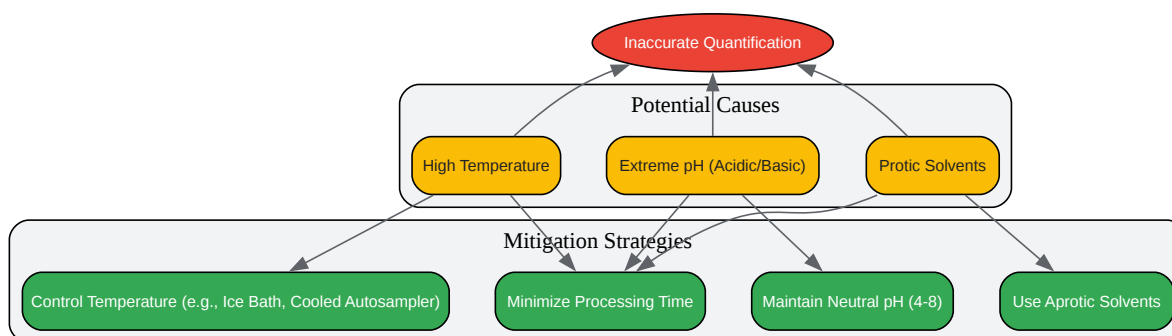 Inaccurate Quantification
Potential Causes
High Temperature
Extreme pH (Acidic/Basic)
Protic Solvents
Mitigation Strategies
Control Temperature (e.g., Ice Bath, Cooled Autosampler)
Minimize Processing Time
Maintain Neutral pH (4-8)
Use Aprotic Solvents